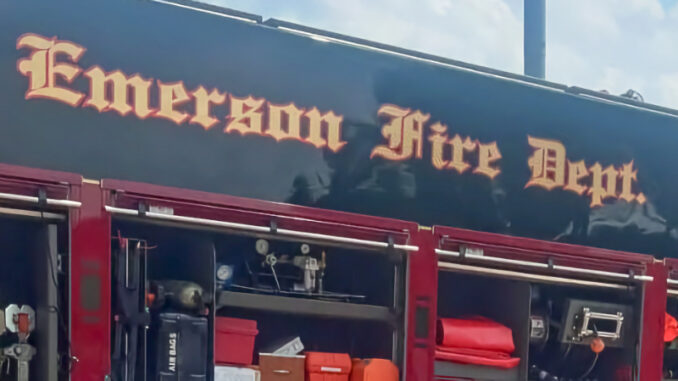 Emerson Fire Dept.
AIR BAGS